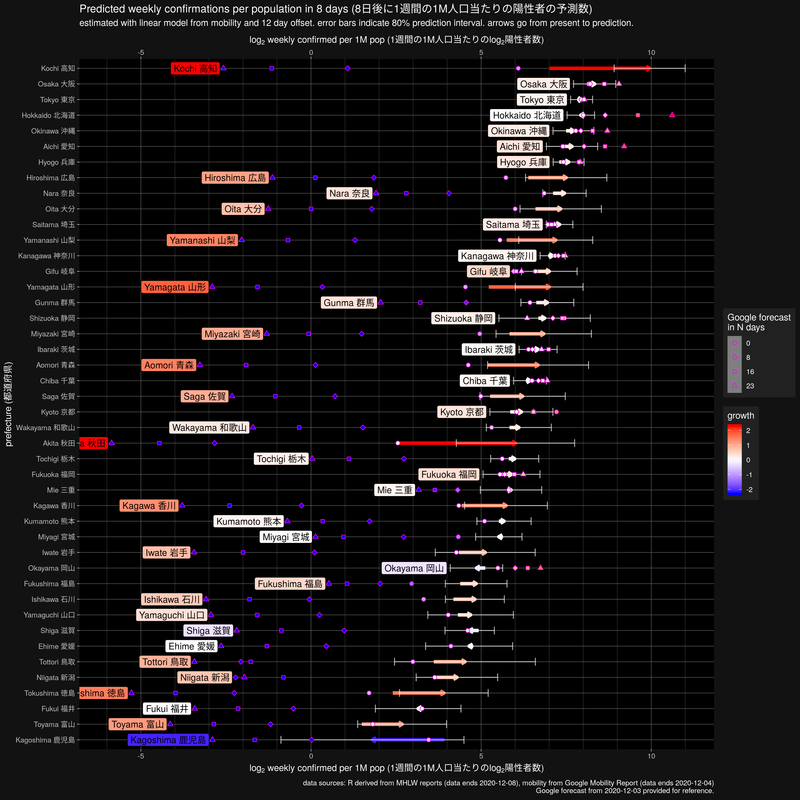 Predicted weekly confirmations per population in 8 days (8日後に1週間の1M人口当たりの陽性者の予測数)
estimated with linear model from mobility and 12 day offset. error bars indicate 80% prediction interval. arrows go from present to prediction.
log2 weekly confirmed per 1M pop (1週間の1M人口当たりのlog2陽性者数)
-5 0 5 10
Kochi 高知 Kochi 高知
Osaka 大阪 Osaka 大阪
Tokyo 東京 Tokyo 東京
Hokkaido 北海道 Hokkaido 北海道
Okinawa 沖縄 Okinawa 沖縄
Aichi 愛知 Aichi 愛知
Hyogo 兵庫 Hyogo 兵庫
Hiroshima 広島 Hiroshima 広島
Nara 奈良 Nara 奈良
Oita 大分 Oita 大分
Saitama 埼玉 Saitama 埼玉
Yamanashi 山梨 Yamanashi 山梨
Kanagawa 神奈川 Kanagawa 神奈川
Gifu 岐阜 Gifu 岐阜
Yamagata 山形 Yamagata 山形
Gunma 群馬 Gunma 群馬
Shizuoka 静岡 Shizuoka 静岡
Miyazaki 宮崎 Miyazaki 宮崎
Ibaraki 茨城 Ibaraki 茨城
Aomori 青森 Aomori 青森
Chiba 千葉 Chiba 千葉
Saga 佐賀 Saga 佐賀
Kyoto 京都 Kyoto 京都
Wakayama 和歌山 Wakayama 和歌山
Akita 秋田 秋田
Tochigi 栃木 Tochigi 栃木
Fukuoka 福岡 Fukuoka 福岡
Mie 三重 Mie 三重
Kagawa 香川 Kagawa 香川
Kumamoto 熊本 Kumamoto 熊本
Miyagi 宮城 Miyagi 宮城
Iwate 岩手 Iwate 岩手
Okayama 岡山 Okayama 岡山
Fukushima 福島 Fukushima 福島
Ishikawa 石川 Ishikawa 石川
Yamaguchi 山口 Yamaguchi 山口
Shiga 滋賀 Shiga 滋賀
Ehime 愛媛 Ehime 愛媛
Tottori 鳥取 Tottori 鳥取
Niigata 新潟 Niigata 新潟
Tokushima 徳島 shima 徳島
Fukui 福井 Fukui 福井
Toyama 富山 Toyama 富山
Kagoshima 鹿児島 Kagoshima 鹿児島
prefecture (都道府県)
-5 0 5 10
log2 weekly confirmed per 1M pop (1週間の1M人口当たりのlog2陽性者数)
Google forecast
in N days
0
8
16
23
growth
2
1
0
-1
-2
data sources: R derived from MHLW reports (data ends 2020-12-08), mobility from Google Mobility Report (data ends 2020-12-04)
Google forecast from 2020-12-03 provided for reference.